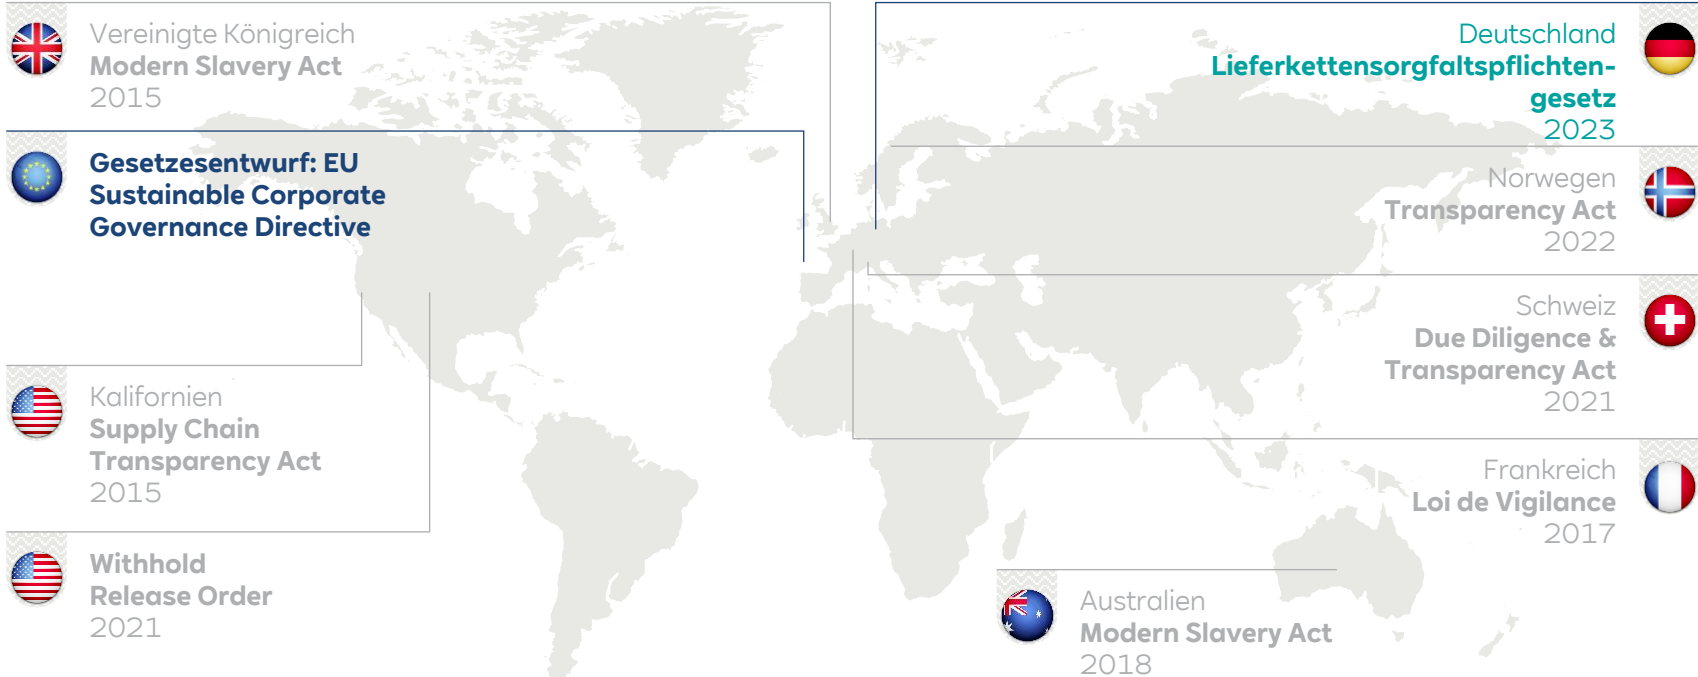 Vereinigte Königreich
Modern Slavery Act
2015
Gesetzesentwurf: EU
Sustainable Corporate
Governance Directive
Kalifornien
Supply Chain
Transparency Act
2015
Withhold
Release Order
2021
Deutschland
Lieferkettensorgfaltspflichten-
gesetz
2023
Norwegen
Transparency Act
2022
Schweiz
Due Diligence &
Transparency Act
2021
Frankreich
Loi de Vigilance
2017
Australien
Modern Slavery Act
2018